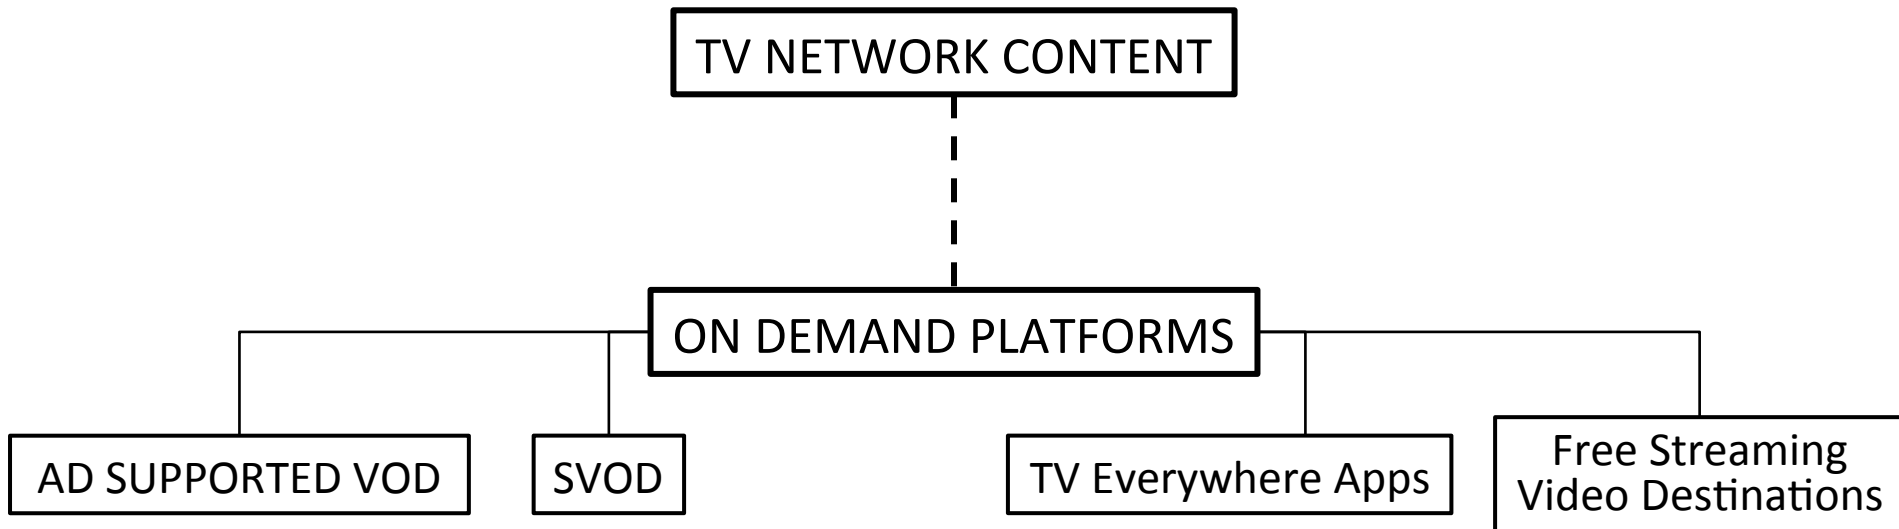 TV NETWORK CONTENT
ON DEMAND PLATFORMS
AD SUPPORTED VOD
SVOD
TV Everywhere Apps
Free Streaming
Video Destinations